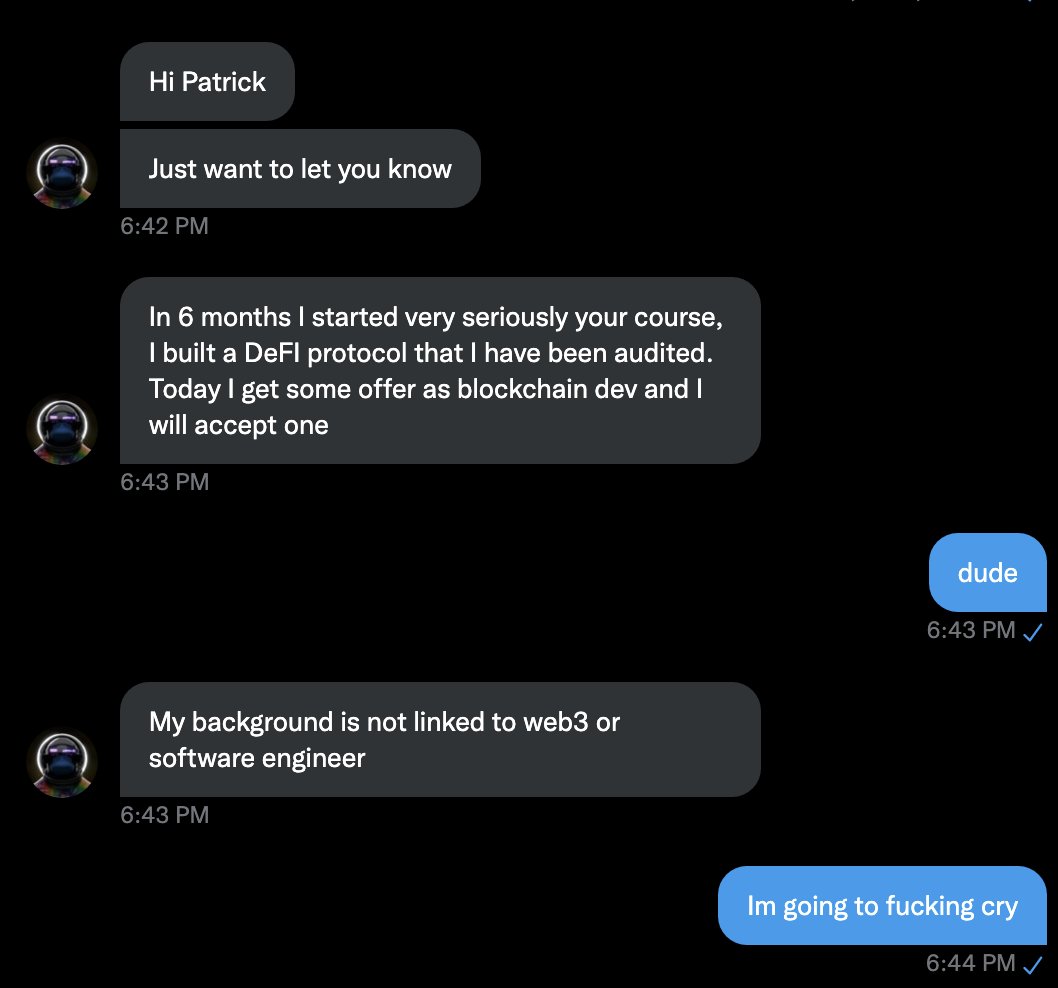 Hi Patrick
Just want to let you know
6:42 PM
In 6 months I started very seriously your course,
I built a DeFI protocol that I have been audited.
Today I get some offer as blockchain dev and I
will accept one
6:43 PM
dude
6:43 PM
My background is not linked to web3 or
software engineer
6:43 PM
Im going to fucking cry
6:44 PM